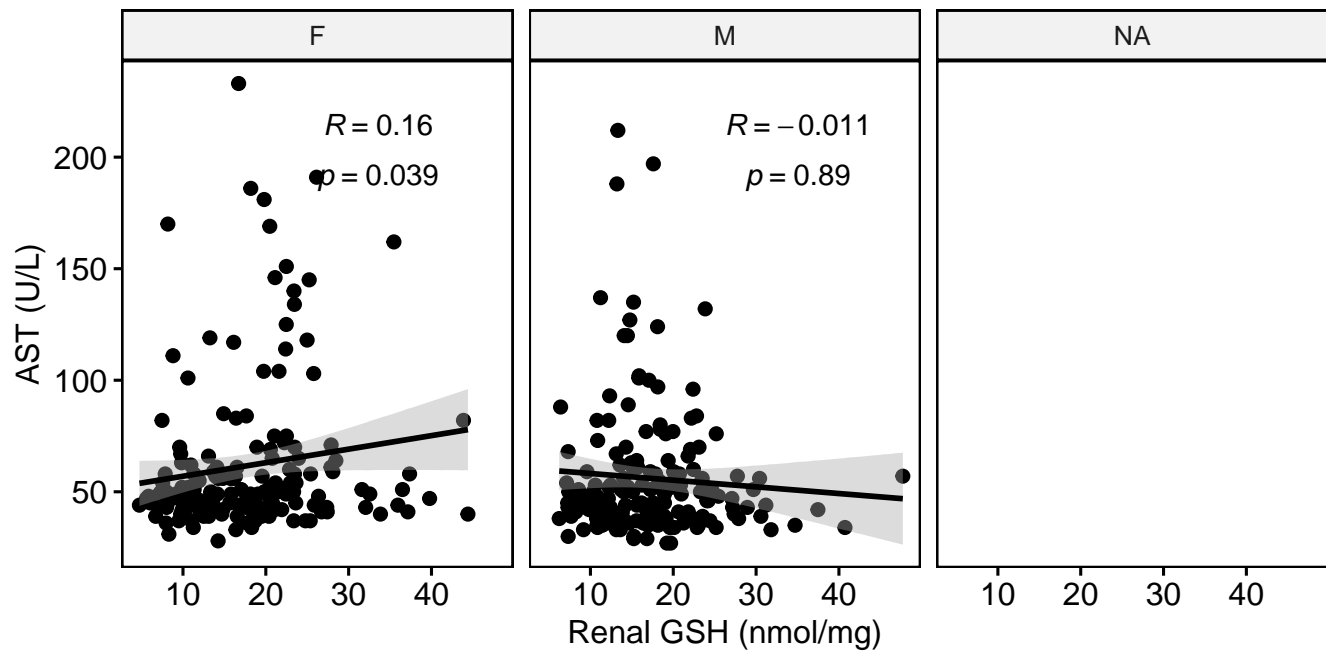 F
M
NA
R = 0.16
p = 0.039
R = −0.011
p = 0.89
AST (U/L)
200
150
100
50
10 20 30 40
10 20 30 40
10 20 30 40
Renal GSH (nmol/mg)